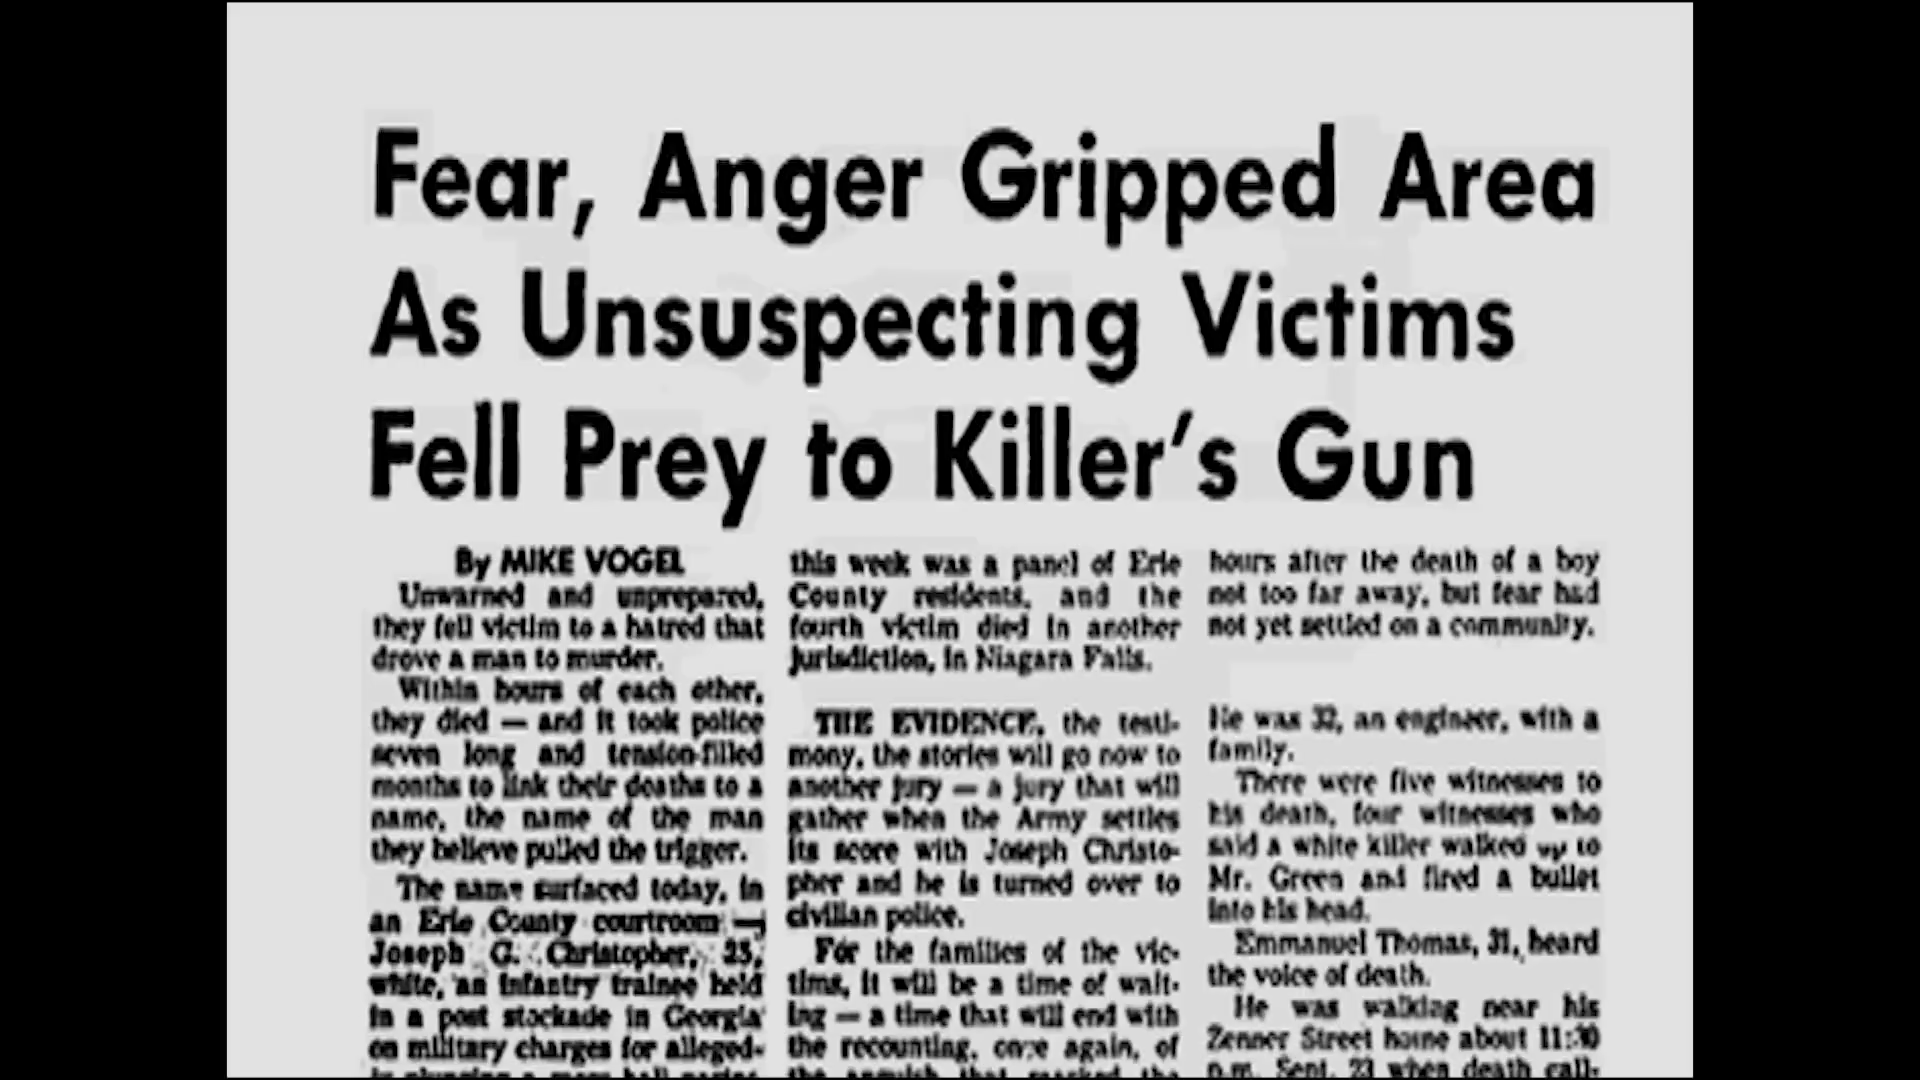 Fear, Anger Gripped Area
As Unsuspecting Victims
Fell Prey to Killer's Gun
By MIKE VOGEL
Unwarned and unprepared,
they fell victim to a hatred that
drove a man to murder.
Within hours of each other,
they died — and it took police
seven long and tension-filled
months to link their deaths to a
name, the name of the man
they believe pulled the trigger.
The name surfaced today, in
an Erie County courtroom —
Joseph G. Christopher, 25,
white, an infantry trainee held
in a post stockade in Georgia
on military charges for alleged-
this week was a panel of Erie
County residents, and the
fourth victim died in another
jurisdiction, in Niagara Falls.
THE EVIDENCE, the testi-
mony, the stories will go now to
another jury — a jury that will
gather when the Army settles
its score with Joseph Christo-
pher and he is turned over to
civilian police.
For the families of the vic-
tims, it will be a time of wait-
ing — a time that will end with
the recounting, once again, of
the anguish that marked the
hours after the death of a boy
not too far away, but fear had
not yet settled on a community.
He was 32, an engineer, with a
family.
There were five witnesses to
his death, four witnesses who
said a white killer walked up to
Mr. Green and fired a bullet
into his head.
Emmanuel Thomas, 31, heard
the voice of death.
He was walking near his
Zenner Street home about 11:30
p.m. Sept. 23 when death call-